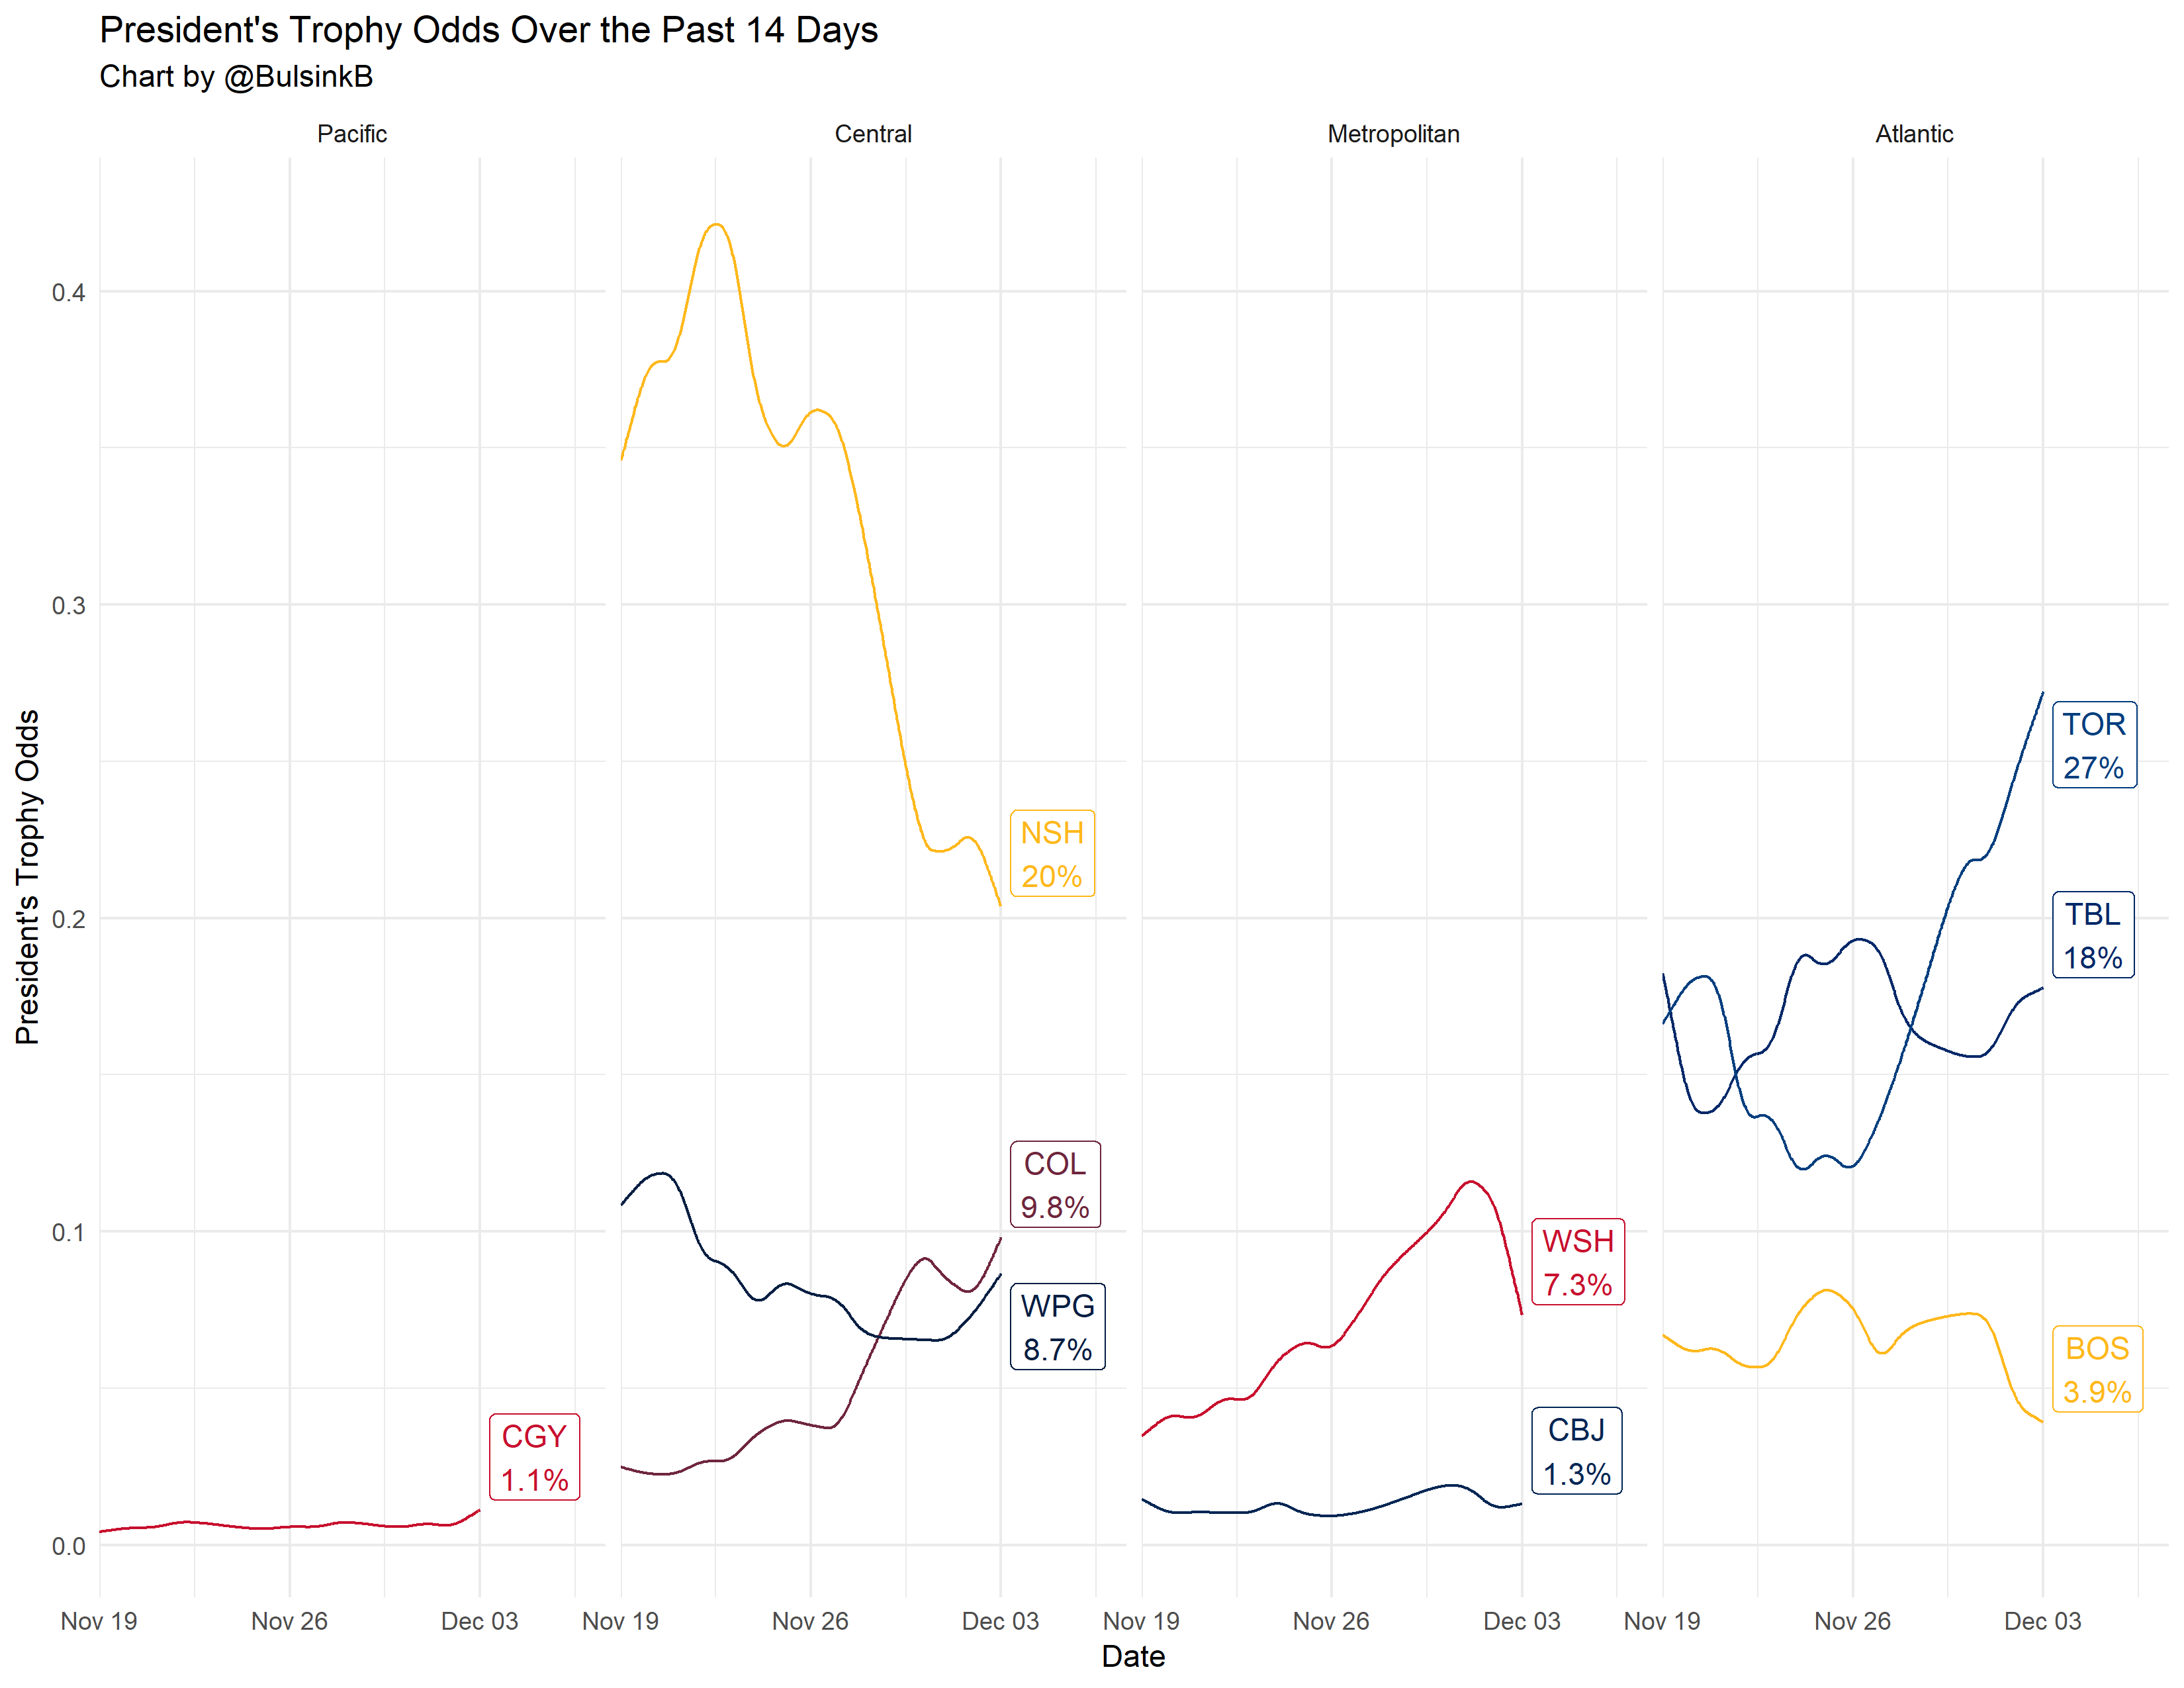 President's Trophy Odds Over the Past 14 Days
Chart by @BulsinkB
Pacific
Central
Metropolitan
Atlantic
President's Trophy Odds
0.4
0.3
0.2
0.1
0.0
CGY
1.1%
NSH
20%
COL
9.8%
WPG
8.7%
WSH
7.3%
CBJ
1.3%
TOR
27%
TBL
18%
BOS
3.9%
Nov 19 Nov 26 Dec 03 Nov 19 Nov 26 Dec 03 Nov 19 Nov 26 Dec 03 Nov 19 Nov 26 Dec 03
Date